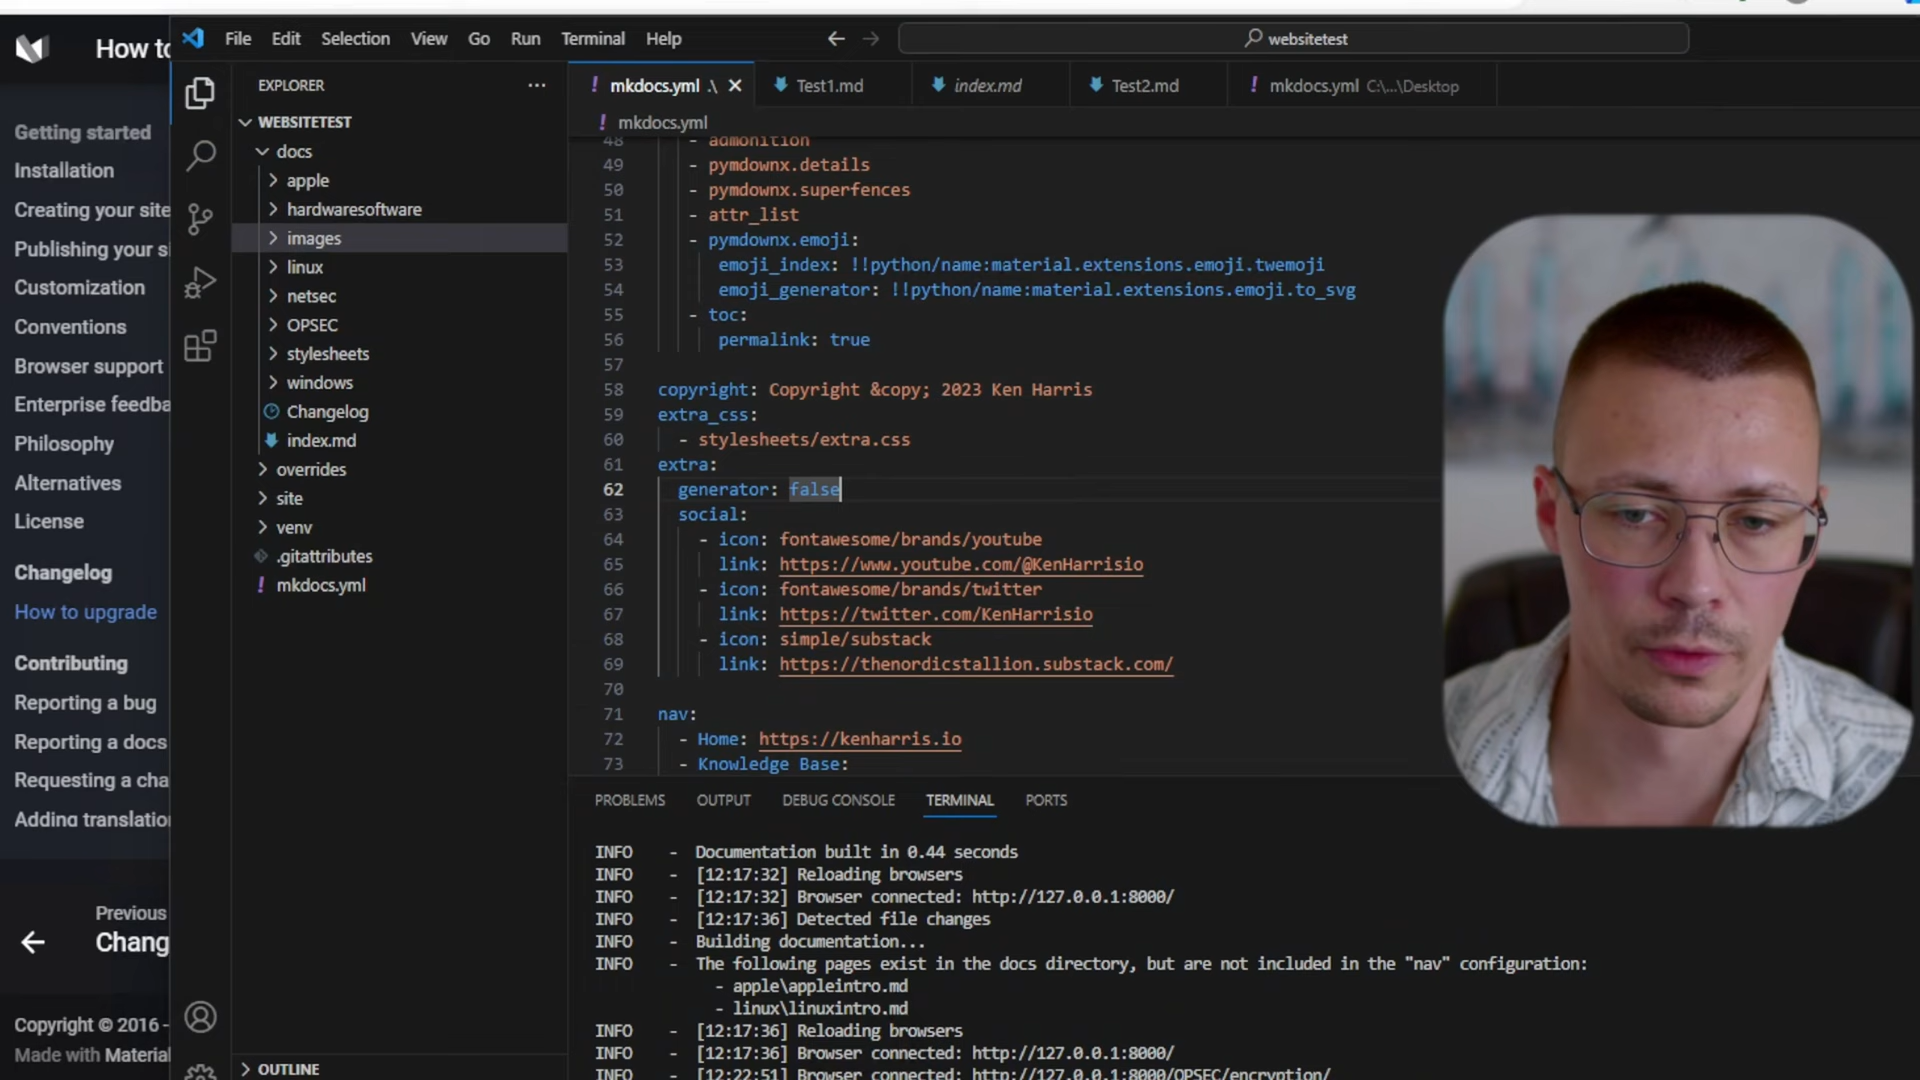 How to
Getting started
Installation
Creating your site
Publishing your si
Customization
Conventions
Browser support
Enterprise feedba
Philosophy
Alternatives
License
Changelog
How to upgrade
Contributing
Reporting a bug
Reporting a docs
Requesting a cha
Adding translation
Previous
Chang
Copyright © 2016 -
Made with Material
File Edit Selection View Go Run Terminal Help
websitetest
EXPLORER ...
WEBSITETEST
docs
apple
hardwaresoftware
images
linux
netsec
OPSEC
stylesheets
windows
Changelog
index.md
overrides
site
venv
.gitattributes
! mkdocs.yml
OUTLINE
! mkdocs.yml .\ Test1.md index.md Test2.md ! mkdocs.yml C:\...\Desktop
! mkdocs.yml
48 - admonition
49 - pymdownx.details
50 - pymdownx.superfences
51 - attr_list
52 - pymdownx.emoji:
53 emoji_index: !!python/name:material.extensions.emoji.twemoji
54 emoji_generator: !!python/name:material.extensions.emoji.to_svg
55 - toc:
56 permalink: true
57
58 copyright: Copyright &copy; 2023 Ken Harris
59 extra_css:
60 - stylesheets/extra.css
61 extra:
62 generator: false
63 social:
64 - icon: fontawesome/brands/youtube
65 link: https://www.youtube.com/@KenHarrisio
66 - icon: fontawesome/brands/twitter
67 link: https://twitter.com/KenHarrisio
68 - icon: simple/substack
69 link: https://thenordicstallion.substack.com/
70
71 nav:
72 - Home: https://kenharris.io
73 - Knowledge Base:
PROBLEMS OUTPUT DEBUG CONSOLE TERMINAL PORTS
INFO - Documentation built in 0.44 seconds
INFO - [12:17:32] Reloading browsers
INFO - [12:17:32] Browser connected: http://127.0.0.1:8000/
INFO - [12:17:36] Detected file changes
INFO - Building documentation...
INFO - The following pages exist in the docs directory, but are not included in the "nav" configuration:
- apple\appleintro.md
- linux\linuxintro.md
INFO - [12:17:36] Reloading browsers
INFO - [12:17:36] Browser connected: http://127.0.0.1:8000/
INFO - [12:22:51] Browser connected: http://127.0.0.1:8000/OPSEC/encryption/